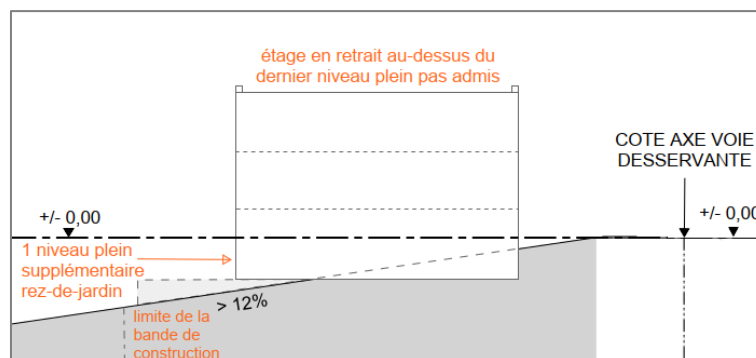 étage en retrait au-dessus du
dernier niveau plein pas admis
COTE AXE VOIE
DESSERVANTE
+/- 0,00
+/- 0,00
1 niveau plein
supplémentaire
rez-de-jardin
> 12%
limite de la
bande de
construction